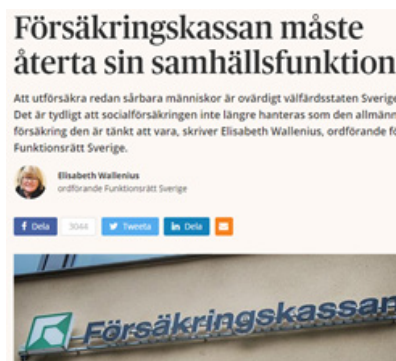 Försäkringskassan måste
återta sin samhällsfunktion
Att utförsäkra redan sårbara människor är ovärdigt välfärdsstaten Sverige
Det är tydligt att socialförsäkringen inte längre hanteras som den allmänn
försäkring den är tänkt att vara, skriver Elisabeth Wallenius, ordförande fö
Funktionsrätt Sverige.
Elisabeth Wallenius
ordförande Funktionsrätt Sverige
Dela 3044 Tweeta Dela
Försäkringskassan